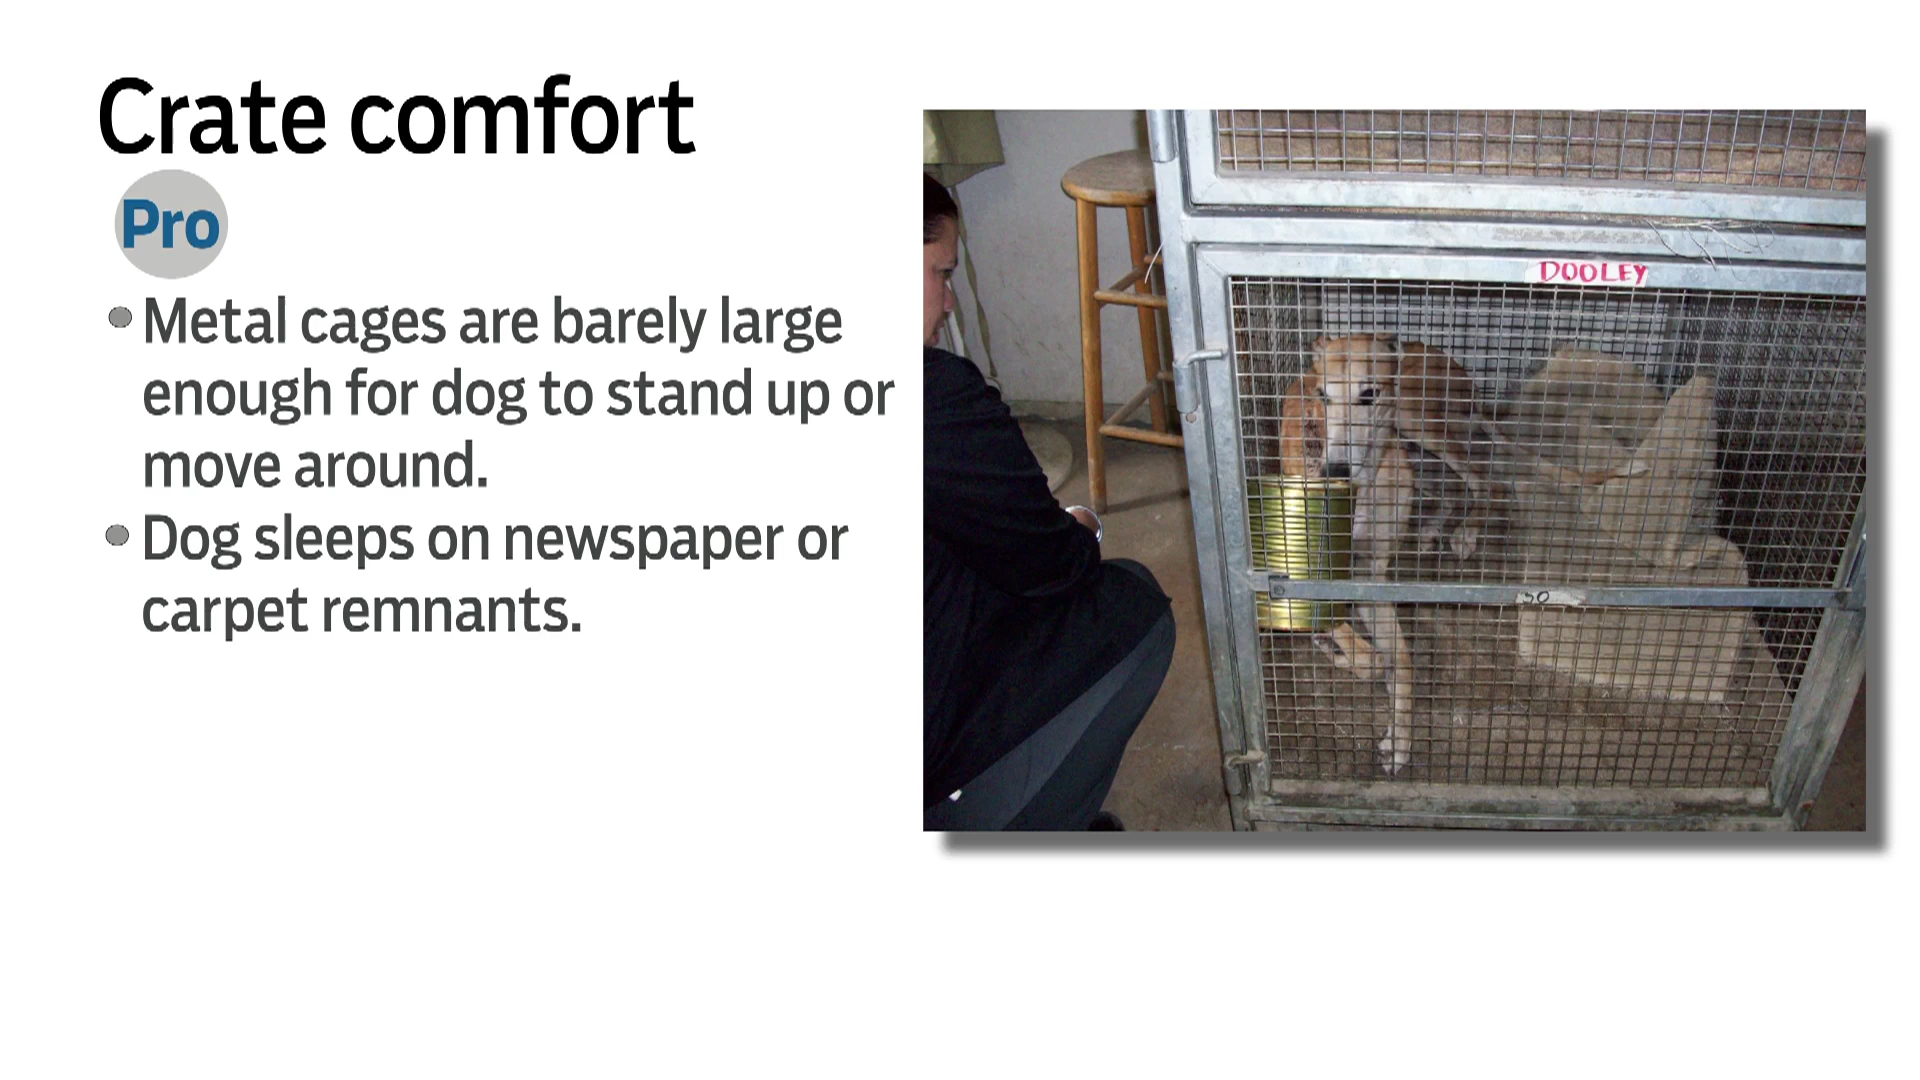 Crate comfort
Pro
Metal cages are barely large
enough for dog to stand up or
move around.
Dog sleeps on newspaper or
carpet remnants.
DOOLEY
50